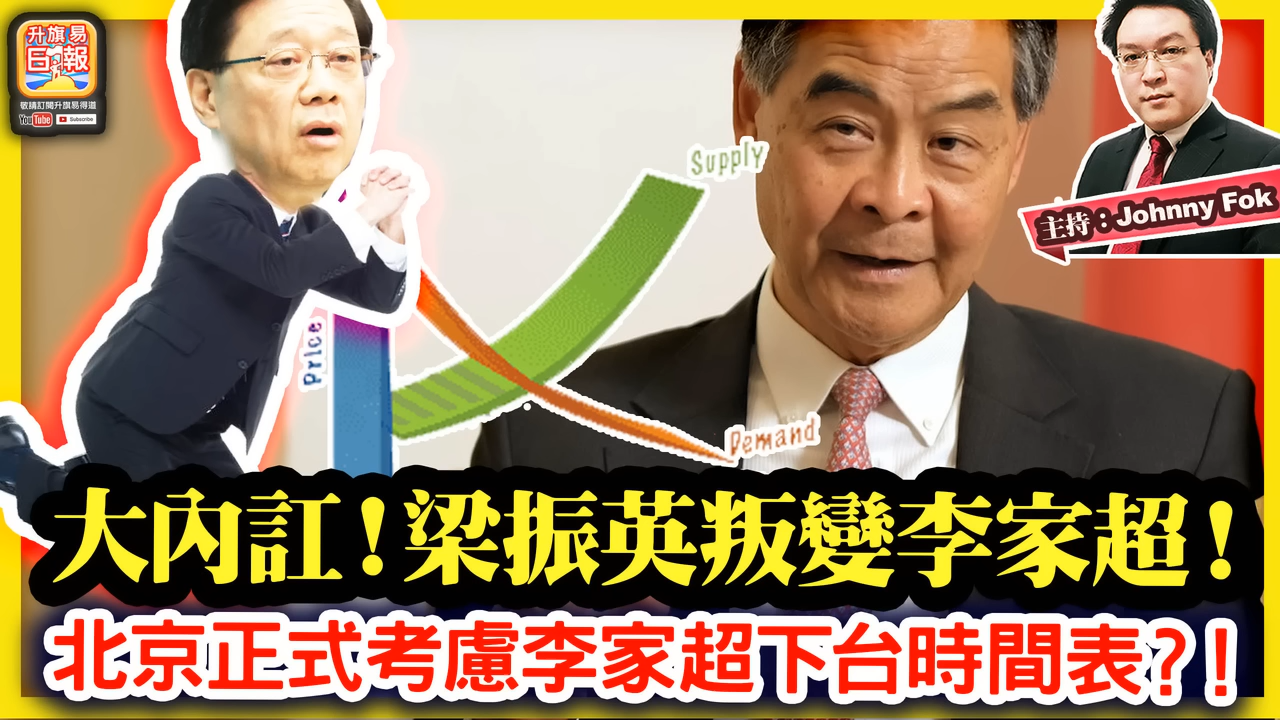 升旗易
日報
敬請訂閱升旗易得道
YouTube
Subscribe
Supply
主持：Johnny Fok
Price
Demand
大內訌！梁振英叛變李家超！
北京正式考慮李家超下台時間表？！